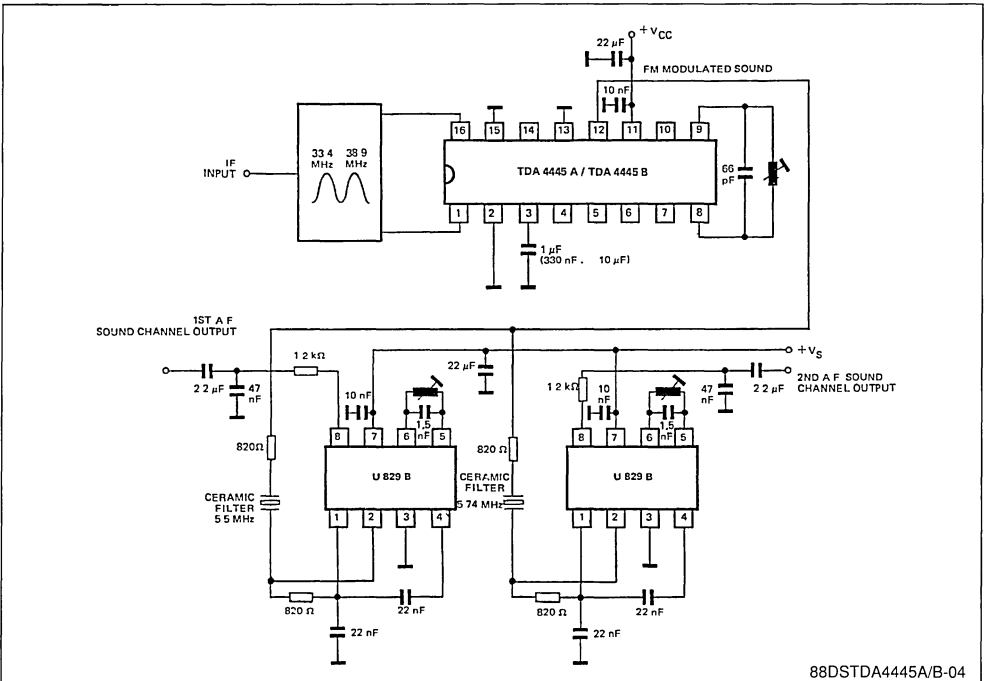 +V CC
22 µF
FM MODULATED SOUND
10 nF
16 15 14 13 12 11 10 9
33 4 38 9
MHz MHz
IF
INPUT
TDA 4445 A / TDA 4445 B
66
pF
1 2 3 4 5 6 7 8
1 µF
(330 nF . 10 µF)
1ST A F
SOUND CHANNEL OUTPUT
+V S
1 2 kΩ
22 µF
1 2 kΩ
2 2 µF
47
nF
10 nF
1,5
nF
10
nF
1,5
nF
47
nF
2 2 µF
2ND A F SOUND
CHANNEL OUTPUT
8 7 6 5
8 7 6 5
820Ω
820 Ω
U 829 B
U 829 B
CERAMIC
FILTER
5 5 MHz
CERAMIC
FILTER
5 74 MHz
1 2 3 4
1 2 3 4
820 Ω
22 nF
820 Ω
22 nF
22 nF
22 nF
88DSTDA4445A/B-04